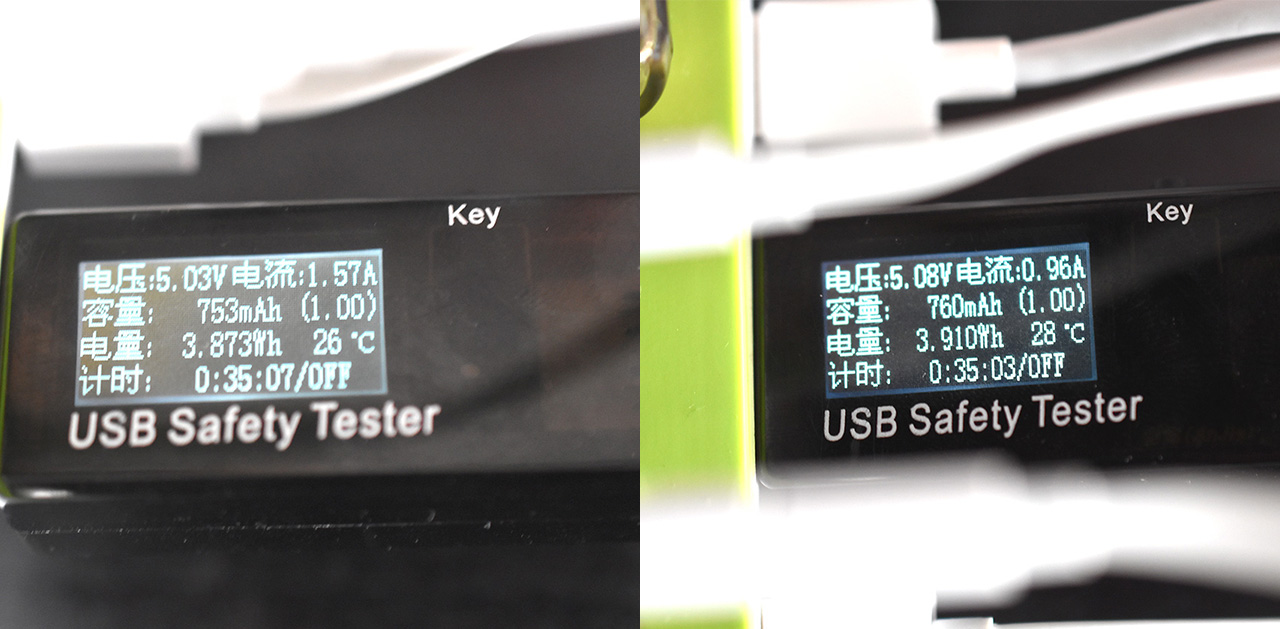 Key
电压:5.03V 电流:1.57A
容量: 753mAh (1.00)
电量: 3.873Wh 26℃
计时: 0:35:07/OFF
USB Safety Tester
Key
电压:5.08V 电流:0.96A
容量: 760mAh (1.00)
电量: 3.910Wh 28℃
计时: 0:35:03/OFF
USB Safety Tester